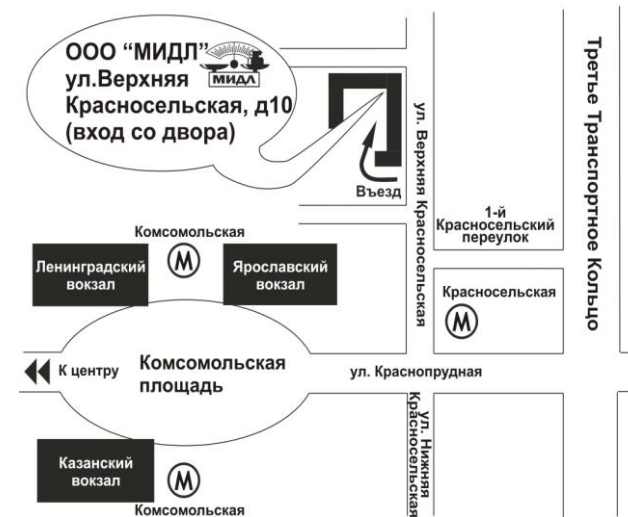 ООО “МИДЛ”
ул.Верхняя
Красносельская, д10
(вход со двора)
МИДЛ
Въезд
ул. Верхняя Красносельская
Третье Транспортное Кольцо
1-й
Красносельский
переулок
Комсомольская
М
Ленинградский
вокзал
Ярославский
вокзал
Красносельская
М
К центру
Комсомольская
площадь
ул. Краснопрудная
ул. Нижняя
Красносельская
Казанский
вокзал
М
Комсомольская